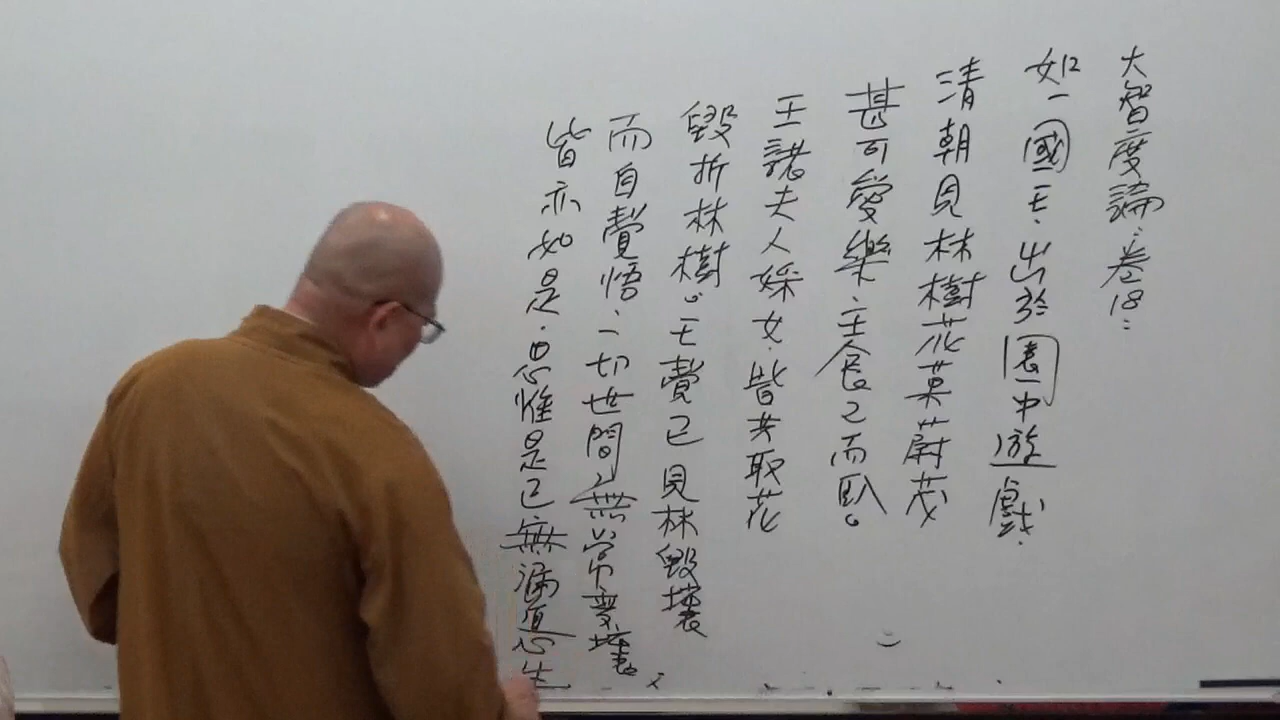 大智度論:卷18:
如一國王、出於園中遊戲、
清朝見林樹花菓蔚茂
甚可愛樂、王食已而臥。
王諸夫人婇女、皆共取花
毀折林樹。王覺已見林毀壞
而自覺悟、一切世間無常變壞
皆亦如是、思惟是已無漏道心生